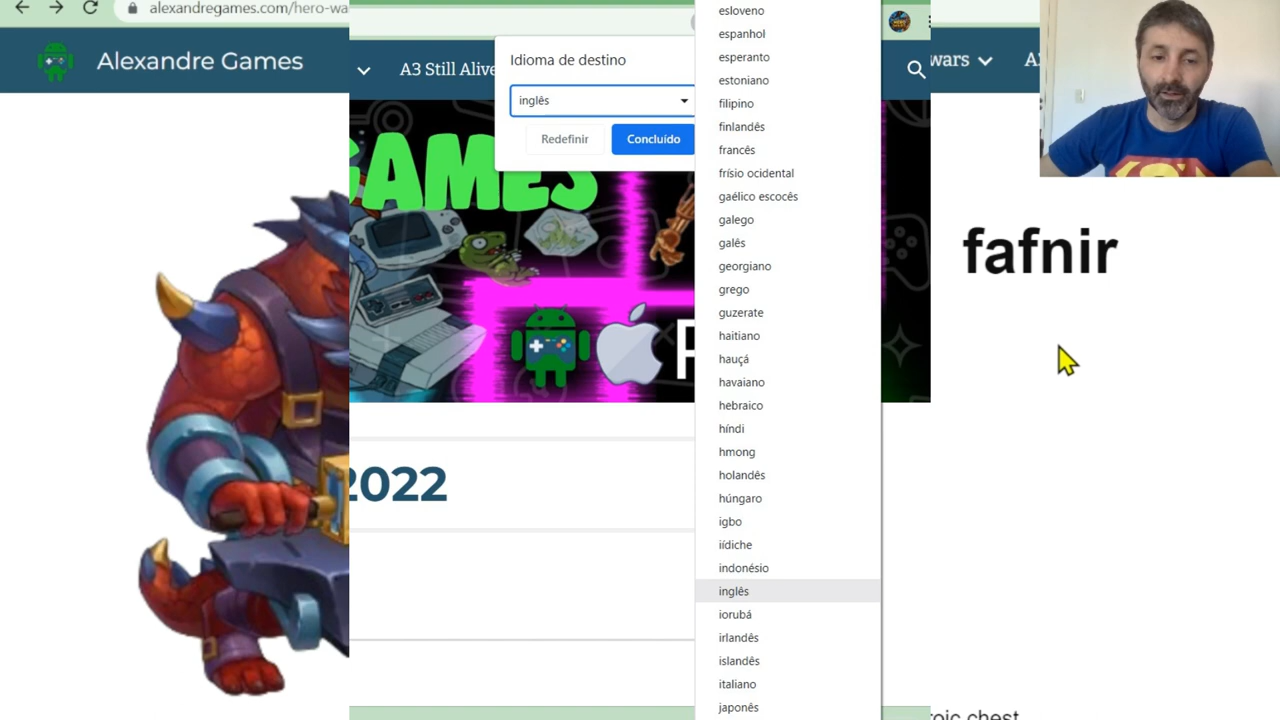 alexandregames.com/hero-wa
Alexandre Games
A3 Still Alive
wars
GAMES
Idioma de destino
inglês
Redefinir
Concluído
2022
esloveno
espanhol
esperanto
estoniano
filipino
finlandês
francês
frísio ocidental
gaélico escocês
galego
galês
georgiano
grego
guzerate
haitiano
hauçá
havaiano
hebraico
híndi
hmong
holandês
húngaro
igbo
iídiche
indonésio
inglês
iorubá
irlandês
islandês
italiano
japonês
fafnir
chest